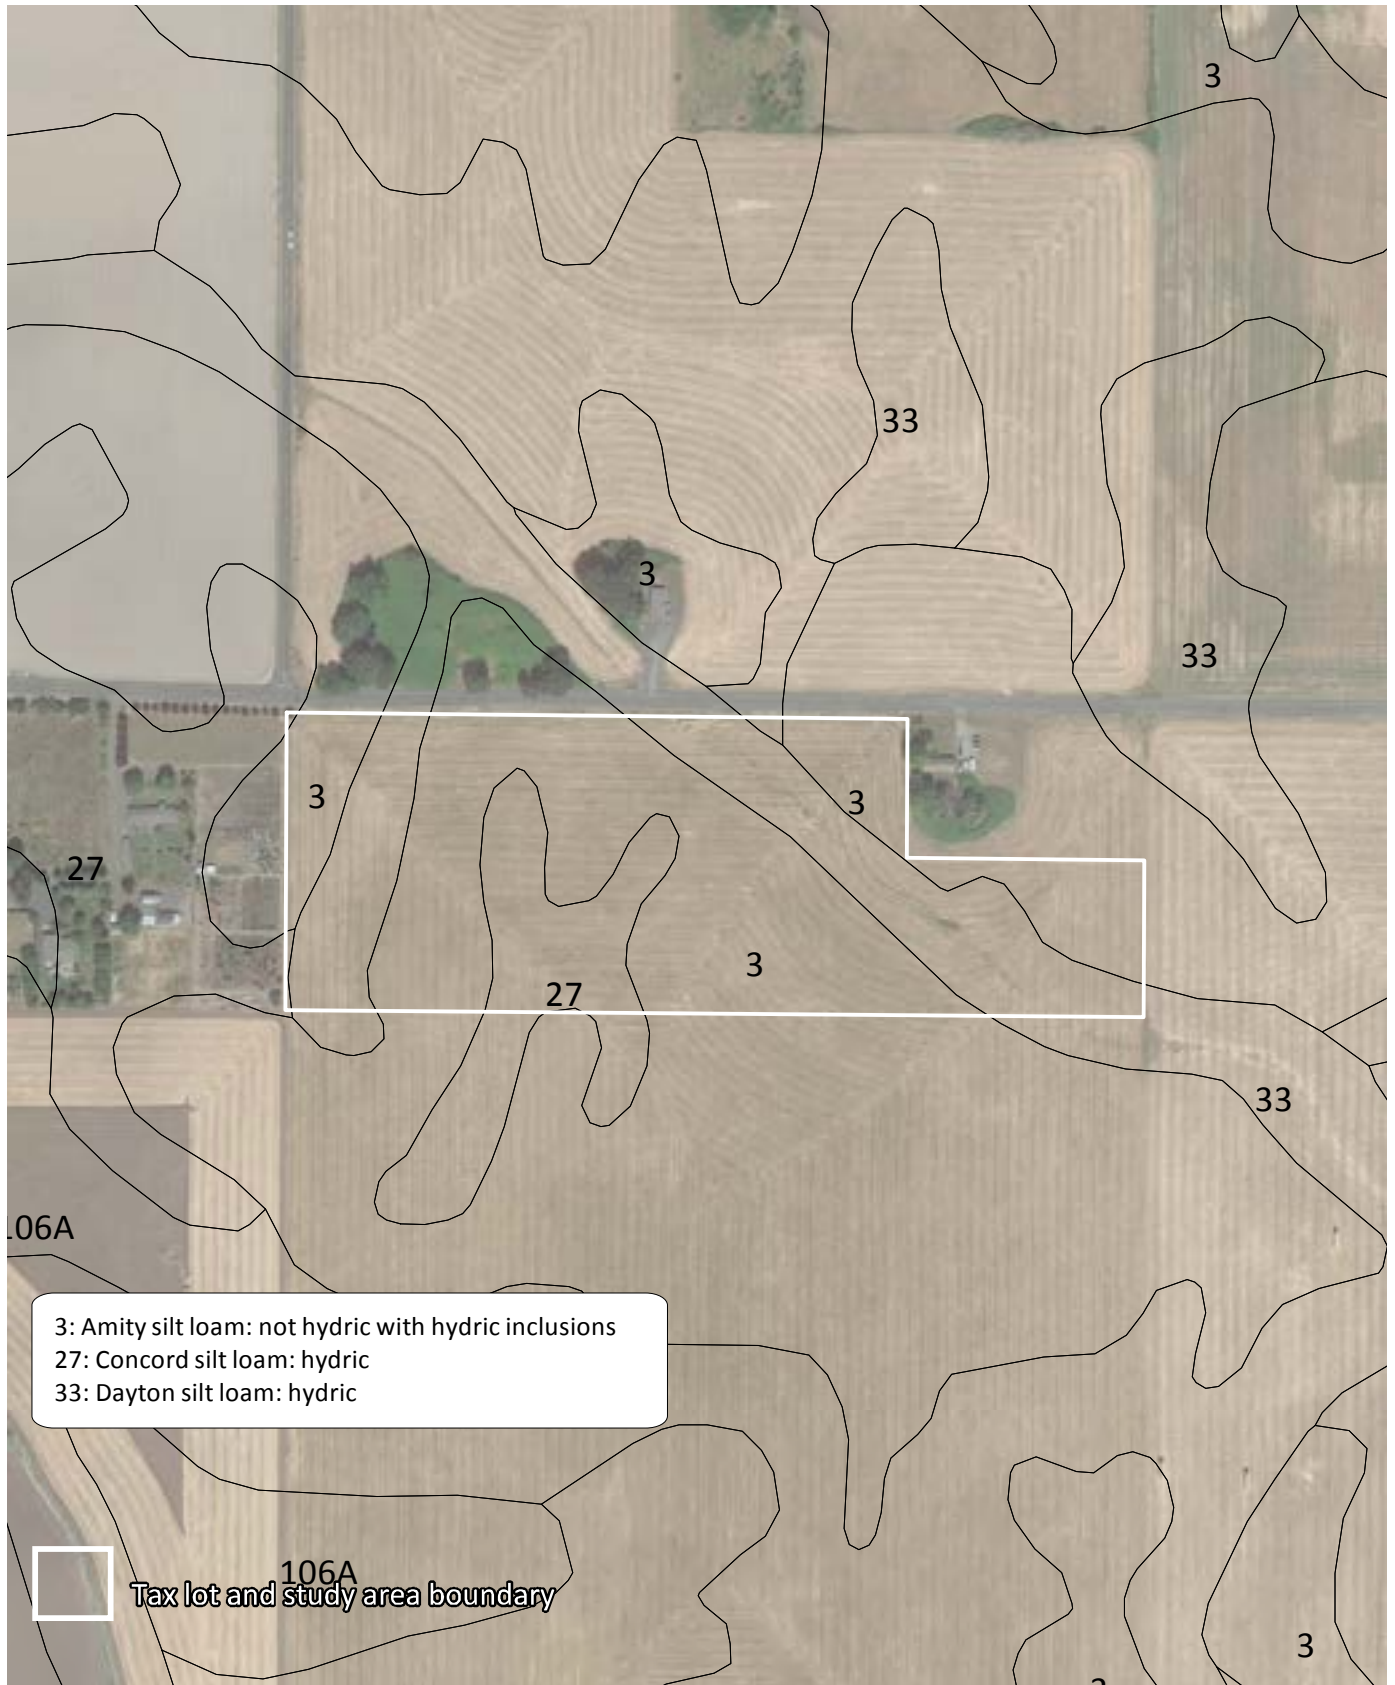 3
33
3
33
3
3
27
3
27
33
106A
3: Amity silt loam: not hydric with hydric inclusions
27: Concord silt loam: hydric
33: Dayton silt loam: hydric
106A
Tax lot and study area boundary
3